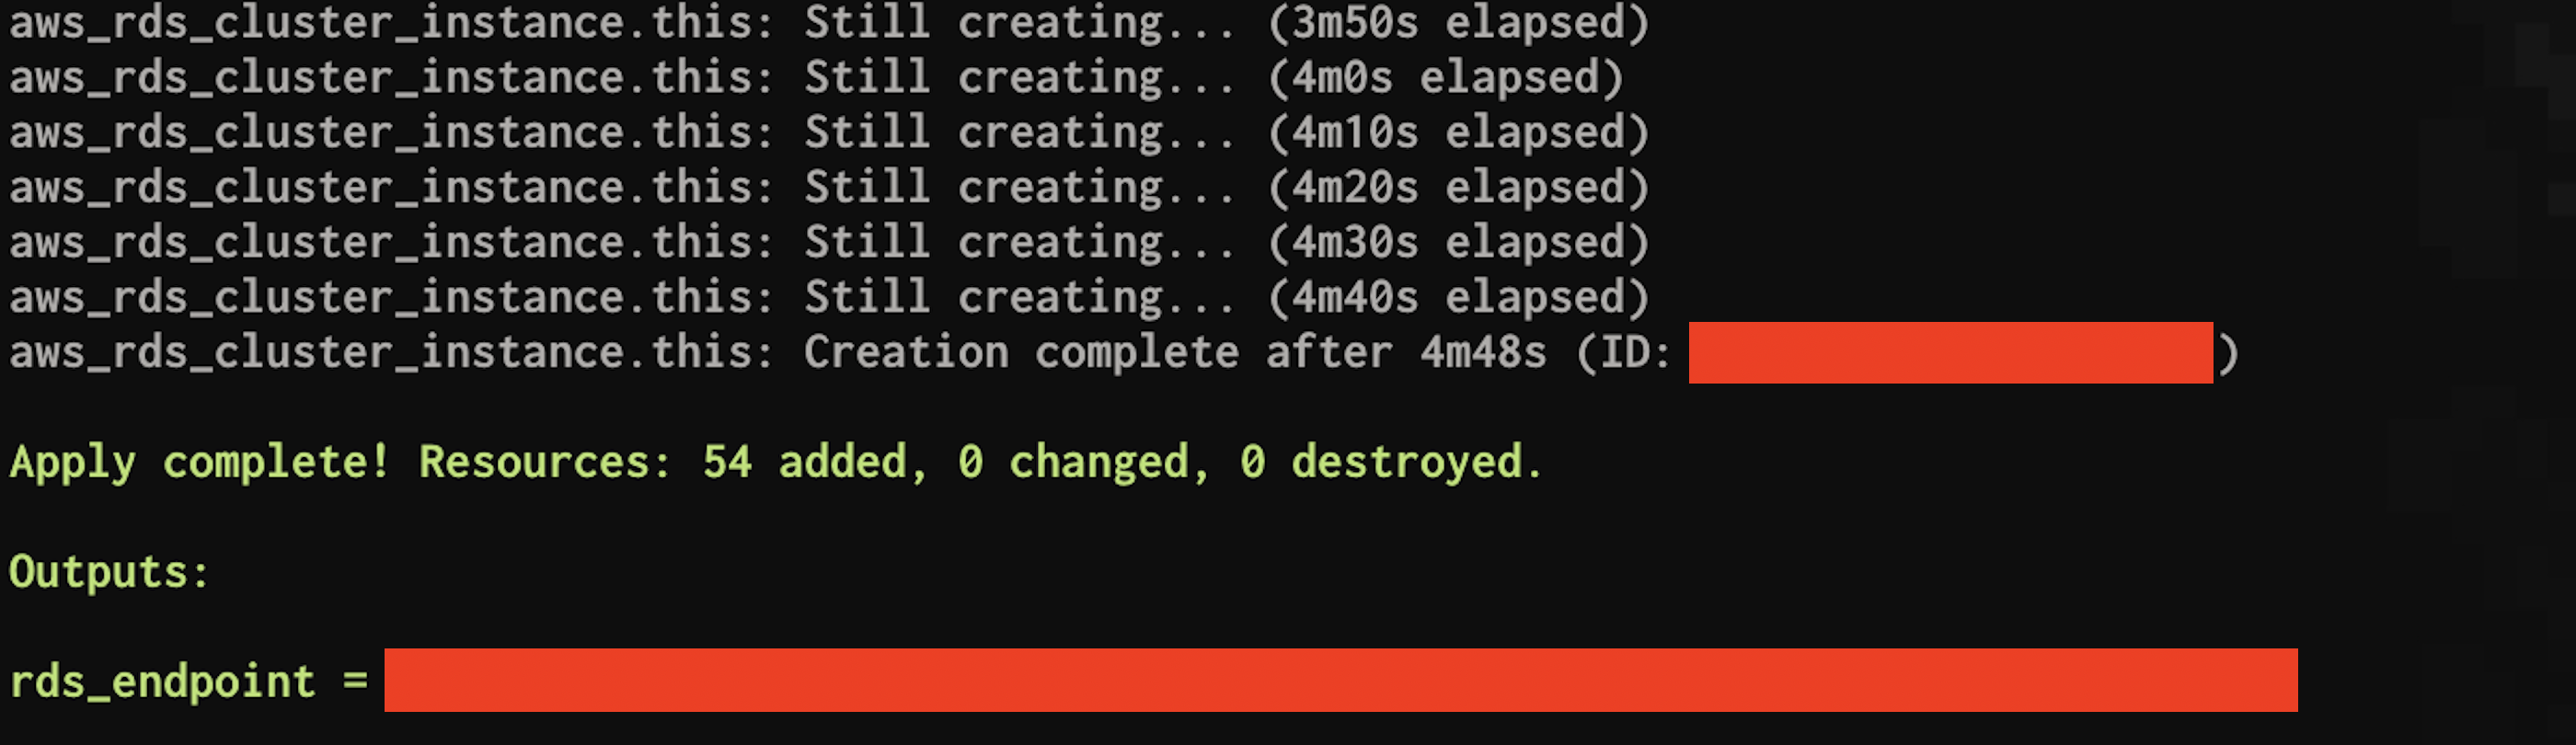 aws_rds_cluster_instance.this: Still creating... (3m50s elapsed)
aws_rds_cluster_instance.this: Still creating... (4m0s elapsed)
aws_rds_cluster_instance.this: Still creating... (4m10s elapsed)
aws_rds_cluster_instance.this: Still creating... (4m20s elapsed)
aws_rds_cluster_instance.this: Still creating... (4m30s elapsed)
aws_rds_cluster_instance.this: Still creating... (4m40s elapsed)
aws_rds_cluster_instance.this: Creation complete after 4m48s (ID: )
Apply complete! Resources: 54 added, 0 changed, 0 destroyed.
Outputs:
rds_endpoint =